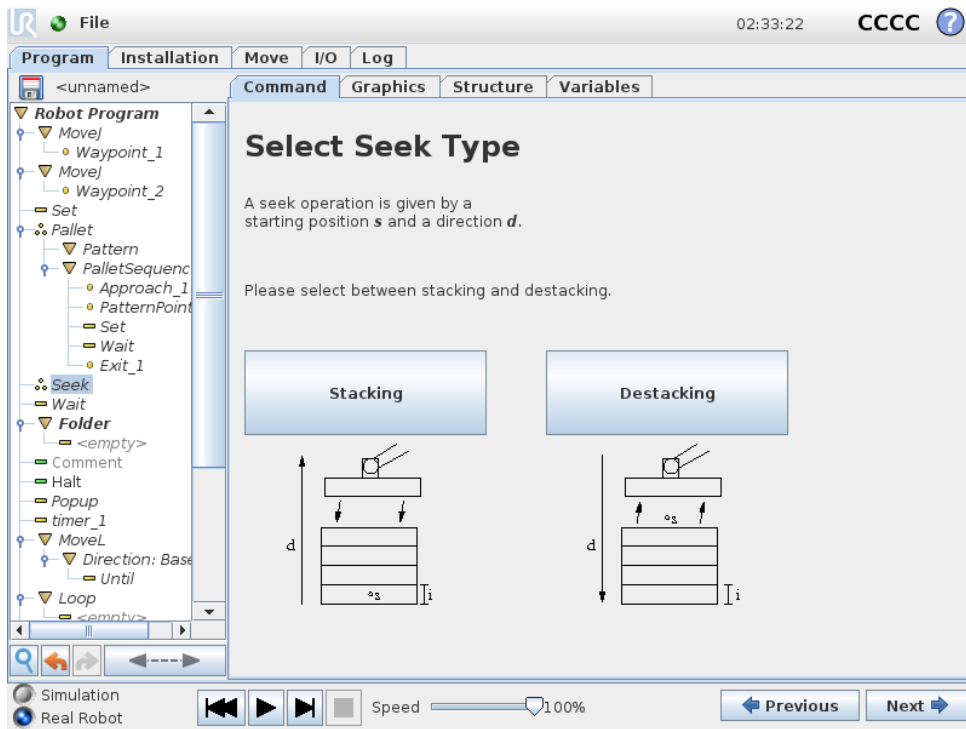 UR File 02:33:22 CCCC ?
Program Installation Move I/O Log
<unnamed> Command Graphics Structure Variables
Robot Program
MoveJ
Waypoint_1
MoveJ
Waypoint_2
Set
Pallet
Pattern
PalletSequenc
Approach_1
PatternPoint
Set
Wait
Exit_1
Seek
Wait
Folder
<empty>
Comment
Halt
Popup
timer_1
MoveL
Direction: Base
Until
Loop
<empty>
Select Seek Type
A seek operation is given by a
starting position s and a direction d.
Please select between stacking and destacking.
Stacking Destacking
s
d d
s i i
Simulation
Real Robot
Speed 100%
Previous Next